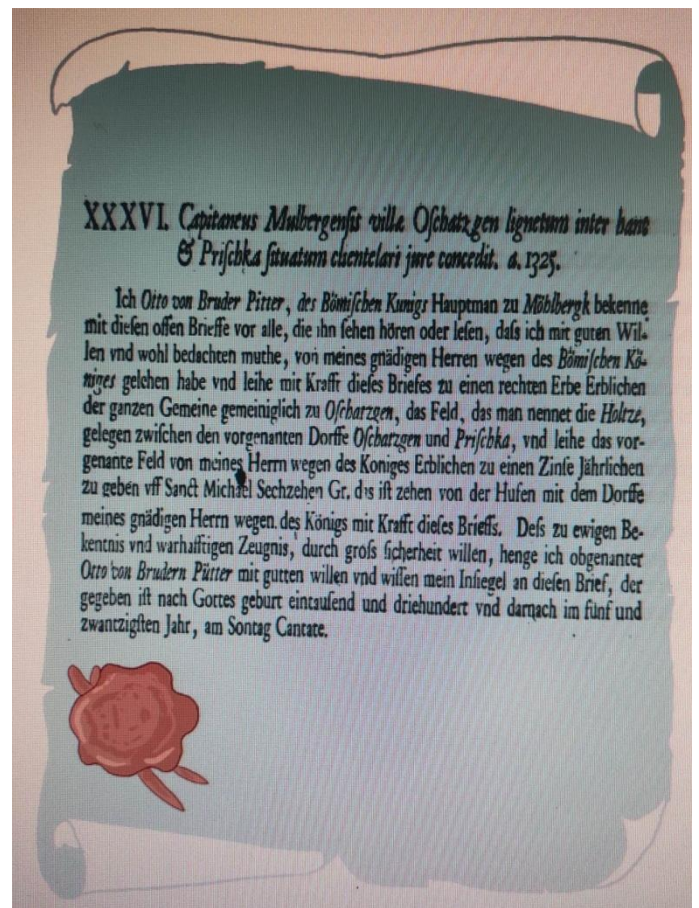 XXXVI. Capitaneus Mulbergensis villæ Oschatzgen lignetum inter hanc
& Prischka situatum clientelari jure concedit. a. 1325.
Ich Otto von Bruder Pitter, des Bömischen Kunigs Hauptman zu Möhlbergk bekenne
mit diesen offen Brieffe vor alle, die ihn sehen hören oder lesen, dass ich mit guten Wil-
len vnd wohl bedachten muthe, von meines gnädigen Herren wegen des Bömischen Kö-
niges gelehen habe vnd leihe mit Krafft dieses Briefes zu einen rechten Erbe Erblichen
der ganzen Gemeine gemeiniglich zu Oschatzgen, das Feld, das man nennet die Holtze,
gelegen zwischen den vorgenanten Dorffe Oschatzgen und Prischka, vnd leihe das vor-
genante Feld von meines Herrn wegen des Koniges Erblichen zu einen Zinse Jährlichen
zu geben vff Sanct Michael Sechzehen Gr. das ist zehen von der Hufen mit dem Dorffe
meines gnädigen Herrn wegen des Königs mit Krafft dieses Brieffs. Dess zu ewigen Be-
kentnis vnd warhafftigen Zeugnis, durch gross sicherheit willen, henge ich obgenanter
Otto von Brudern Pütter mit gutten willen vnd wissen mein Insiegel an diesen Brief, der
gegeben ist nach Gottes geburt eintausend und driehundert vnd darnach im fünf und
zwantzigsten Jahr, am Sontag Cantate.